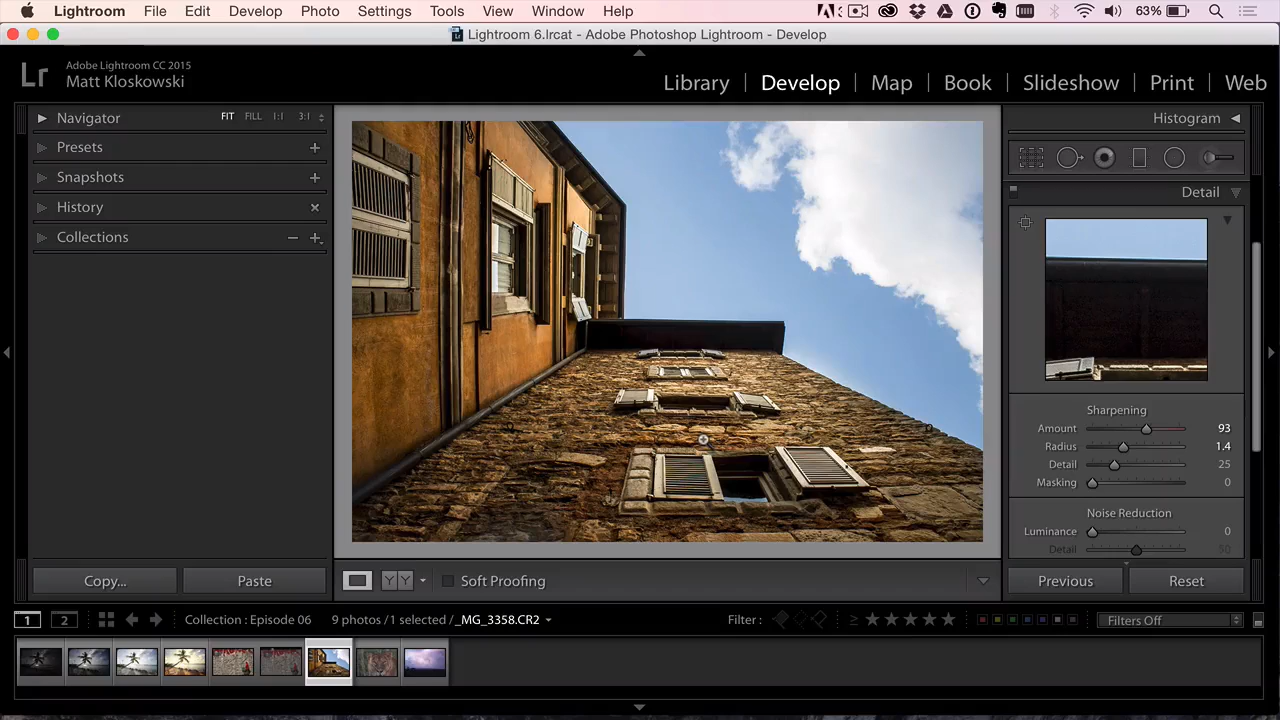 Lightroom File Edit Develop Photo Settings Tools View Window Help 63%
Lightroom 6.lrcat - Adobe Photoshop Lightroom - Develop
Lr
Adobe Lightroom CC 2015
Matt Kloskowski
Library Develop Map Book Slideshow Print Web
Navigator FIT FILL 1:1 3:1
Presets
Snapshots
History
Collections
Histogram
Detail
Sharpening
Amount 93
Radius 1.4
Detail 25
Masking 0
Noise Reduction
Luminance 0
Detail 50
Copy... Paste
YY Soft Proofing
Previous Reset
1 2 Collection : Episode 06 9 photos /1 selected /_MG_3358.CR2 Filter : Filters Off